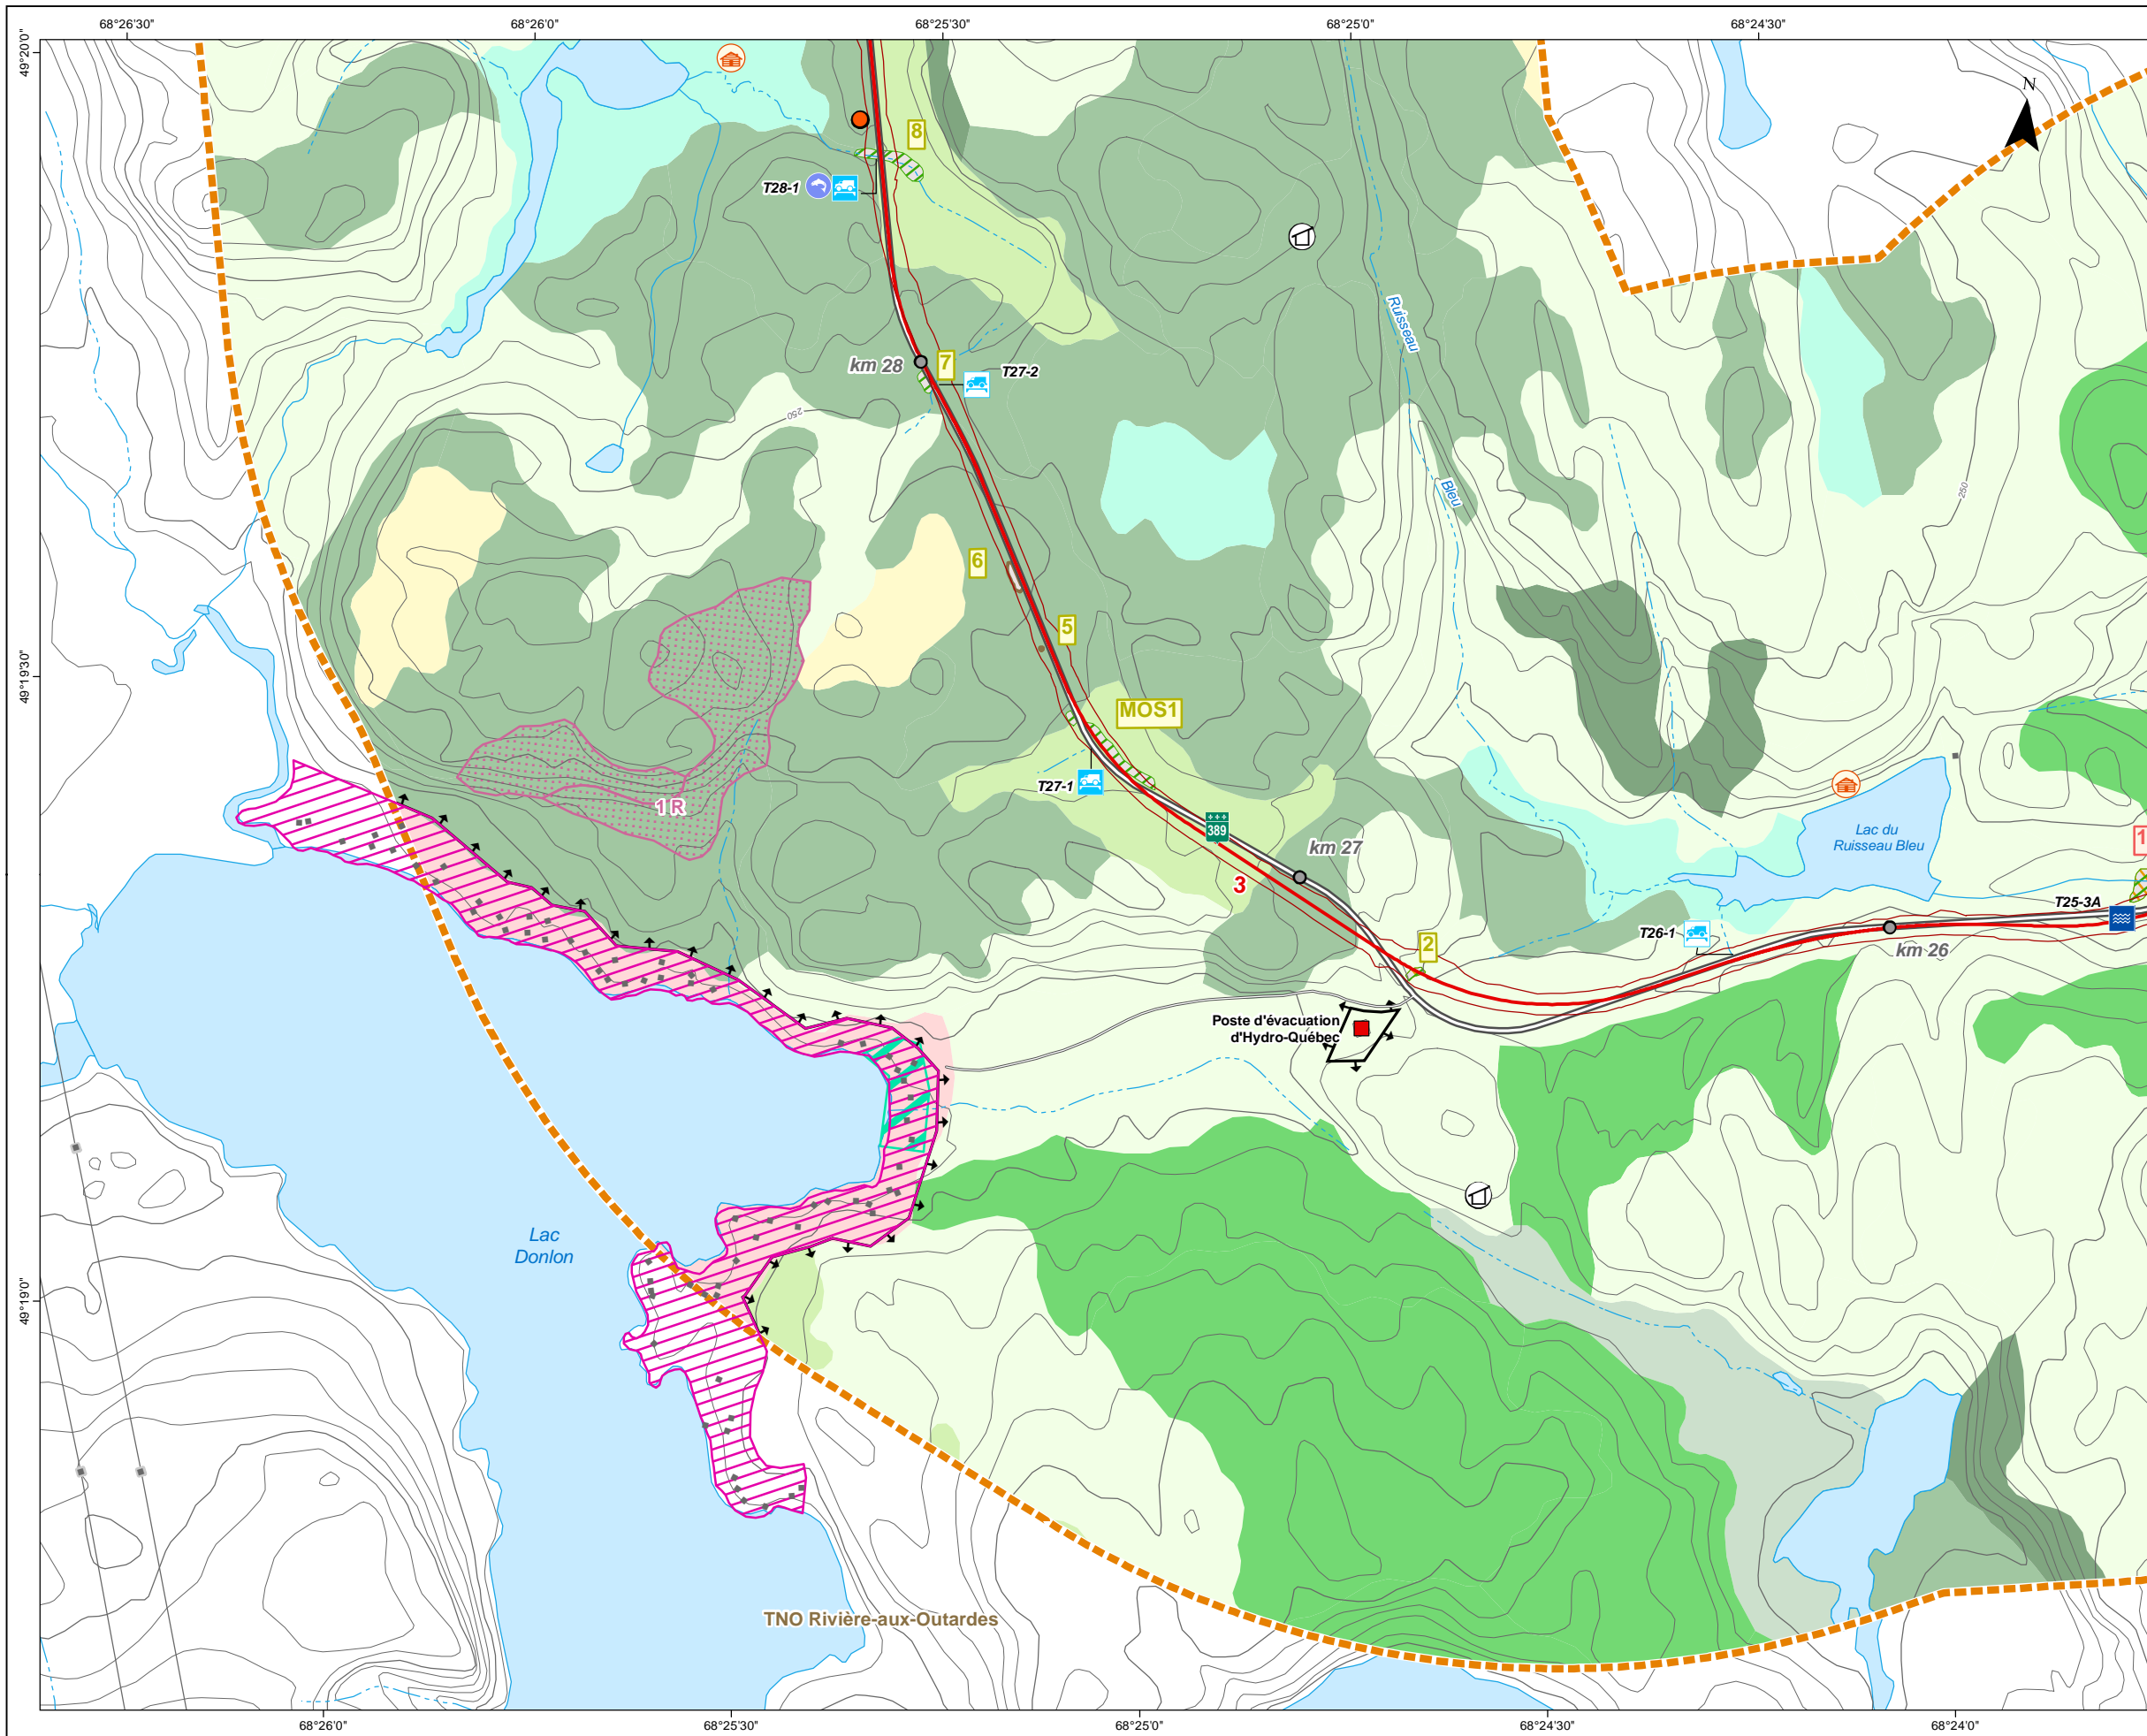 68°26'30"
68°26'0"
68°25'30"
68°25'0"
68°24'30"
49°20'0"
N
8
T28-1
Ruisseau
km 28
7
T27-2
250
Bleu
250
6
5
49°19'30"
MOS1
T27-1
1 R
389
km 27
Lac du
Ruisseau Bleu
1
3
T25-3A
T26-1
2
km 26
Poste d'évacuation
d'Hydro-Québec
Lac
Donlon
49°19'0"
TNO Rivière-aux-Outardes
68°26'0"
68°25'30"
68°25'0"
68°24'30"
68°24'0"